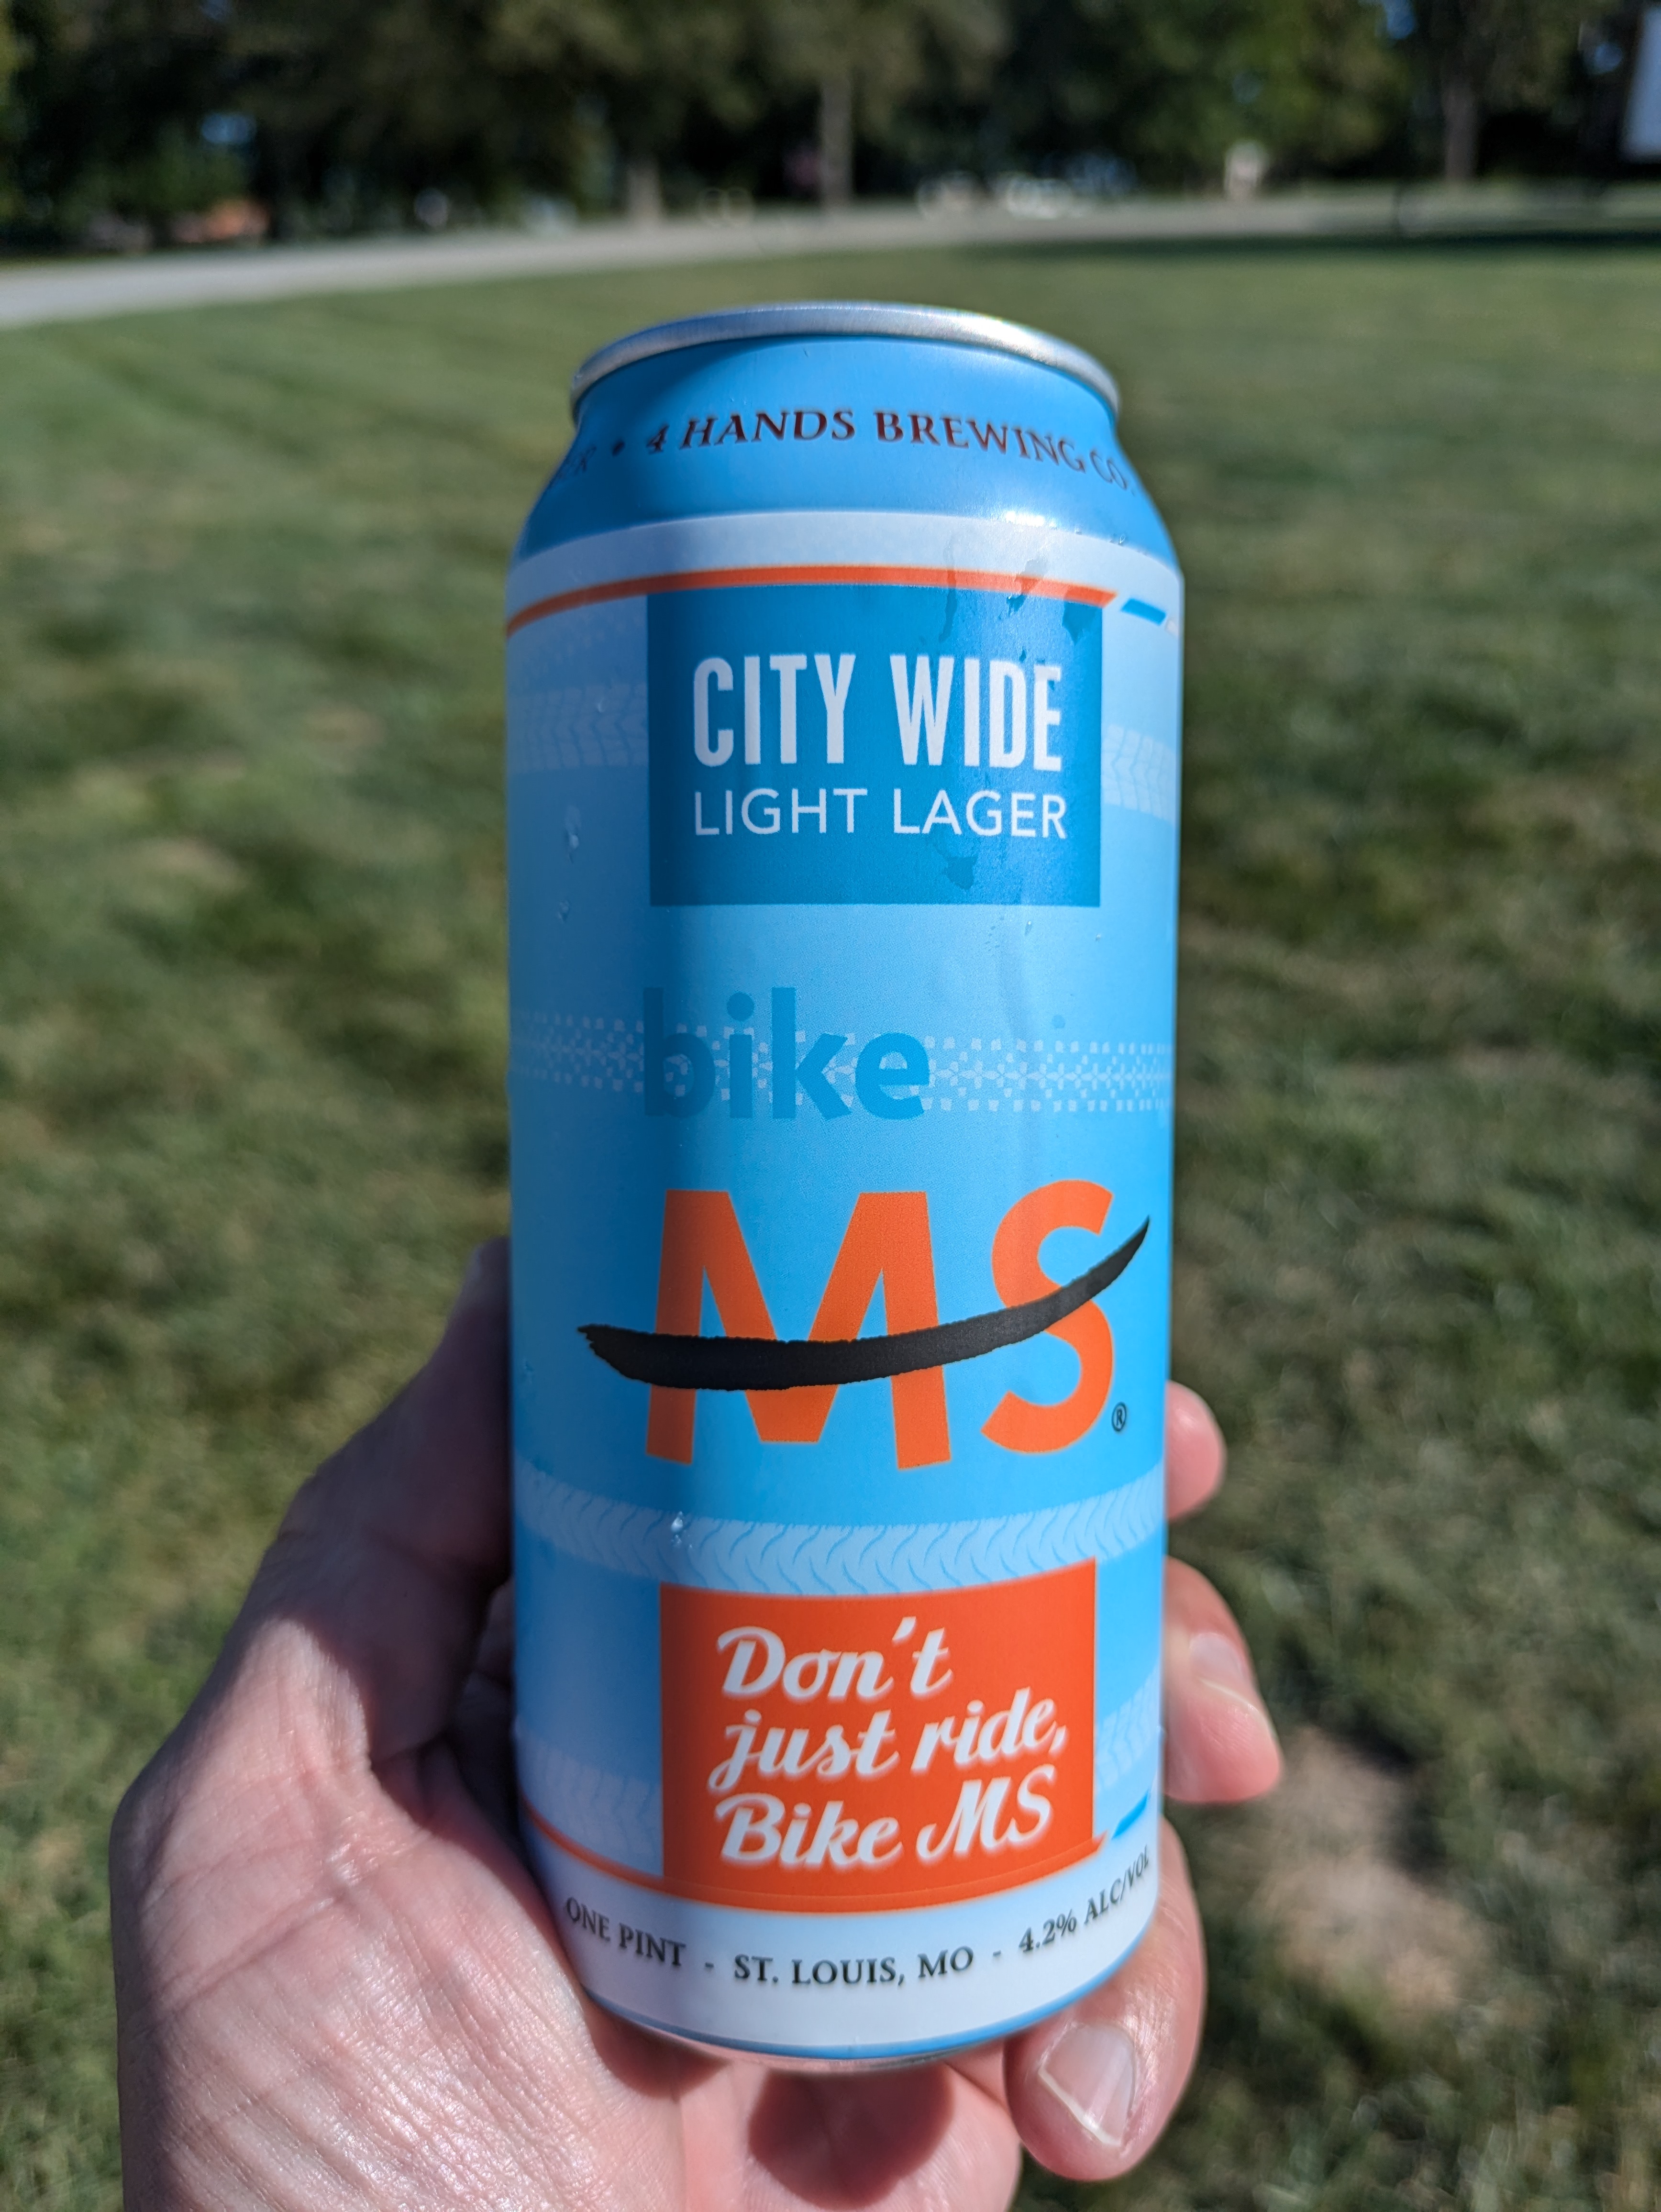 4 HANDS BREWING CO.
CITY WIDE
LIGHT LAGER
bike
MS®
Don't
just ride,
Bike MS
ONE PINT - ST. LOUIS, MO - 4.2% ALC/VOL